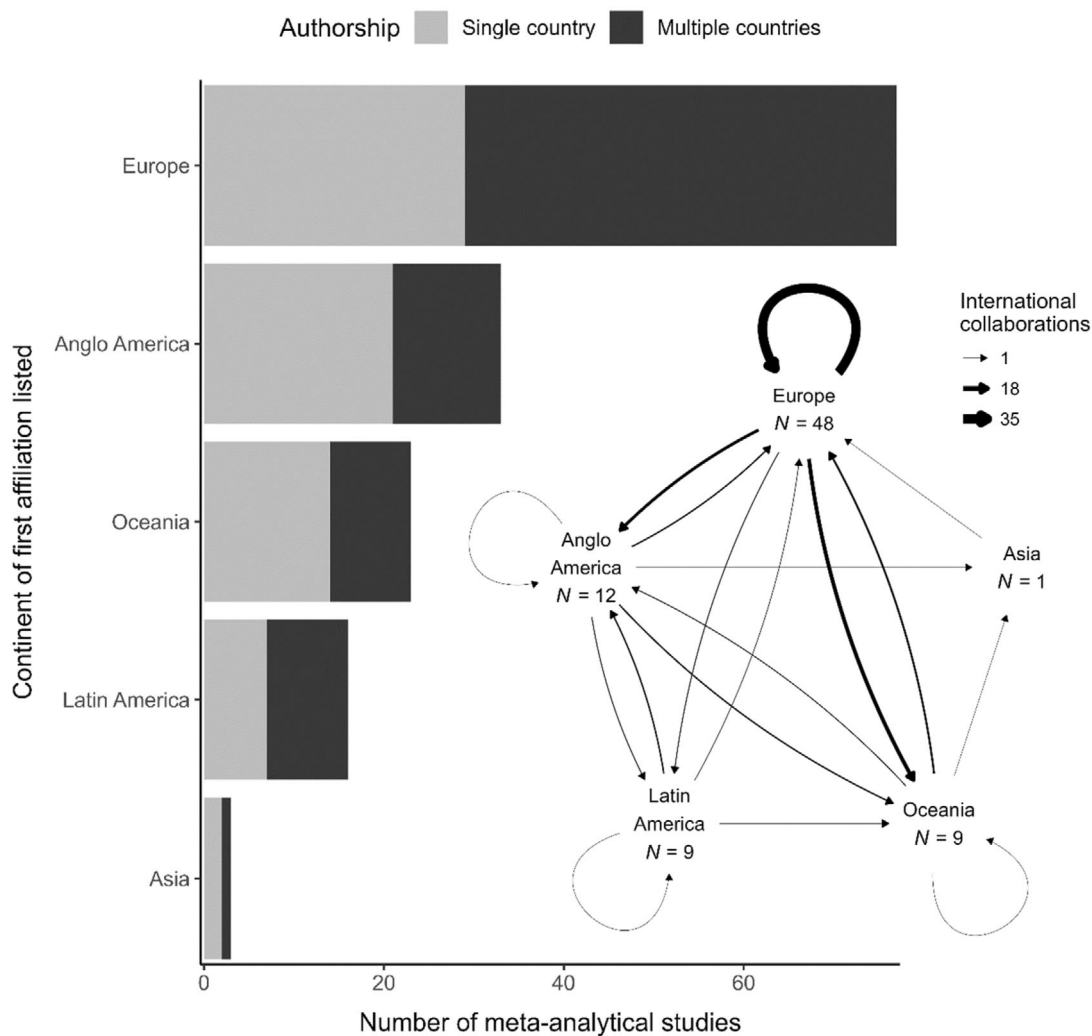 Authorship Single country Multiple countries
Continent of first affiliation listed
Europe
Anglo America
Oceania
Latin America
Asia
0 20 40 60
Number of meta-analytical studies
International
collaborations
1
18
35
Europe
N = 48
Anglo
America
N = 12
Asia
N = 1
Latin
America
N = 9
Oceania
N = 9